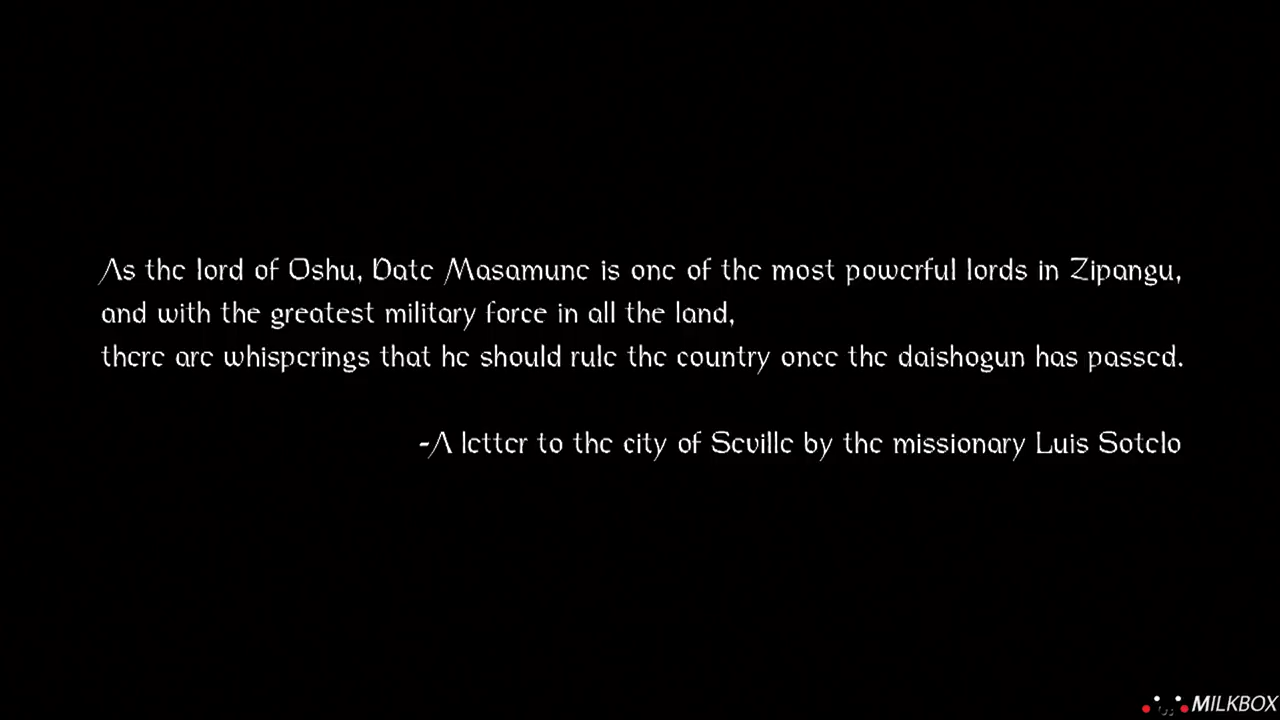 As the lord of Oshu, Date Masamune is one of the most powerful lords in Zipangu,
and with the greatest military force in all the land,
there are whisperings that he should rule the country once the daishogun has passed.
-A letter to the city of Seville by the missionary Luis Sotelo
MILKBOX